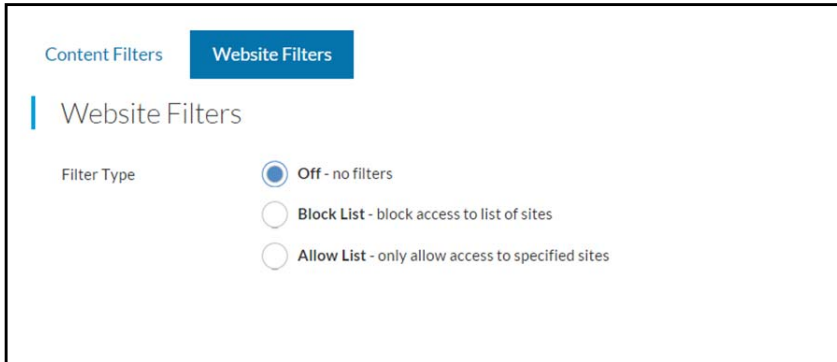 Content Filters Website Filters
Website Filters
Filter Type Off - no filters
Block List - block access to list of sites
Allow List - only allow access to specified sites